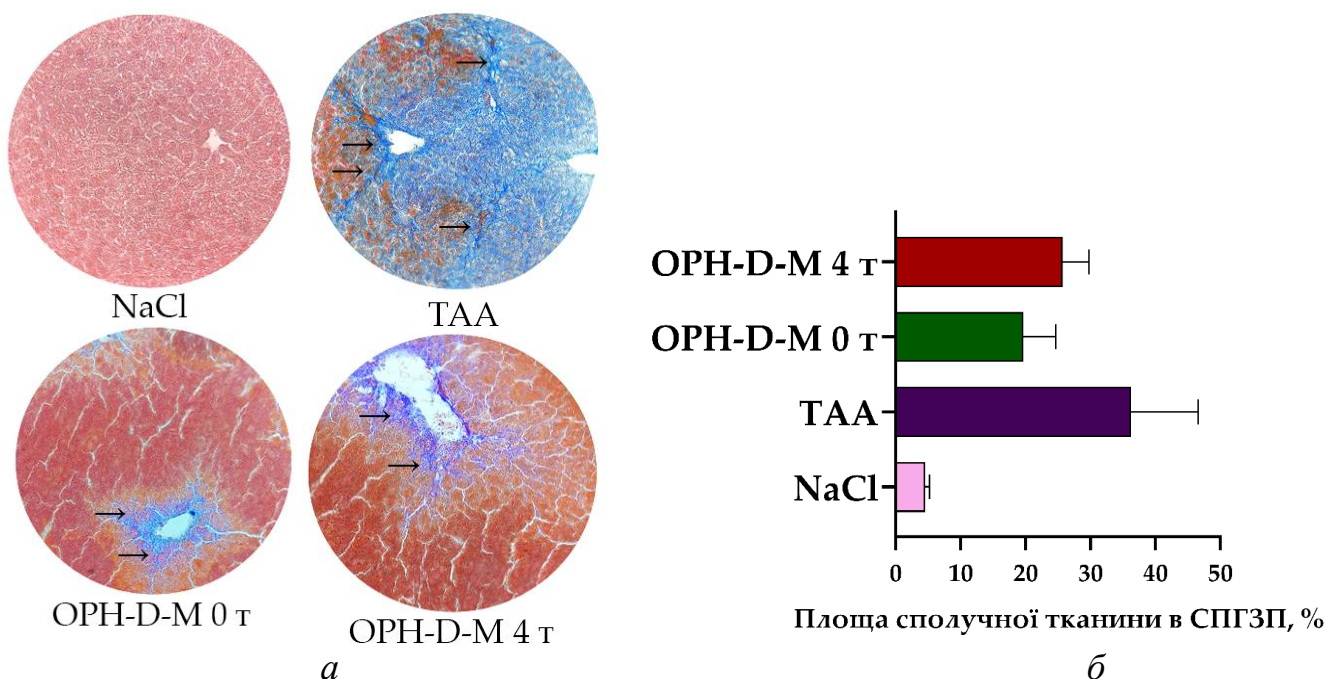 NaCl
TAA
OPH-D-M 0 т
OPH-D-M 4 т
а
OPH-D-M 4 т
OPH-D-M 0 т
TAA
NaCl
0 10 20 30 40 50
Площа сполучної тканини в СПГЗП, %
б